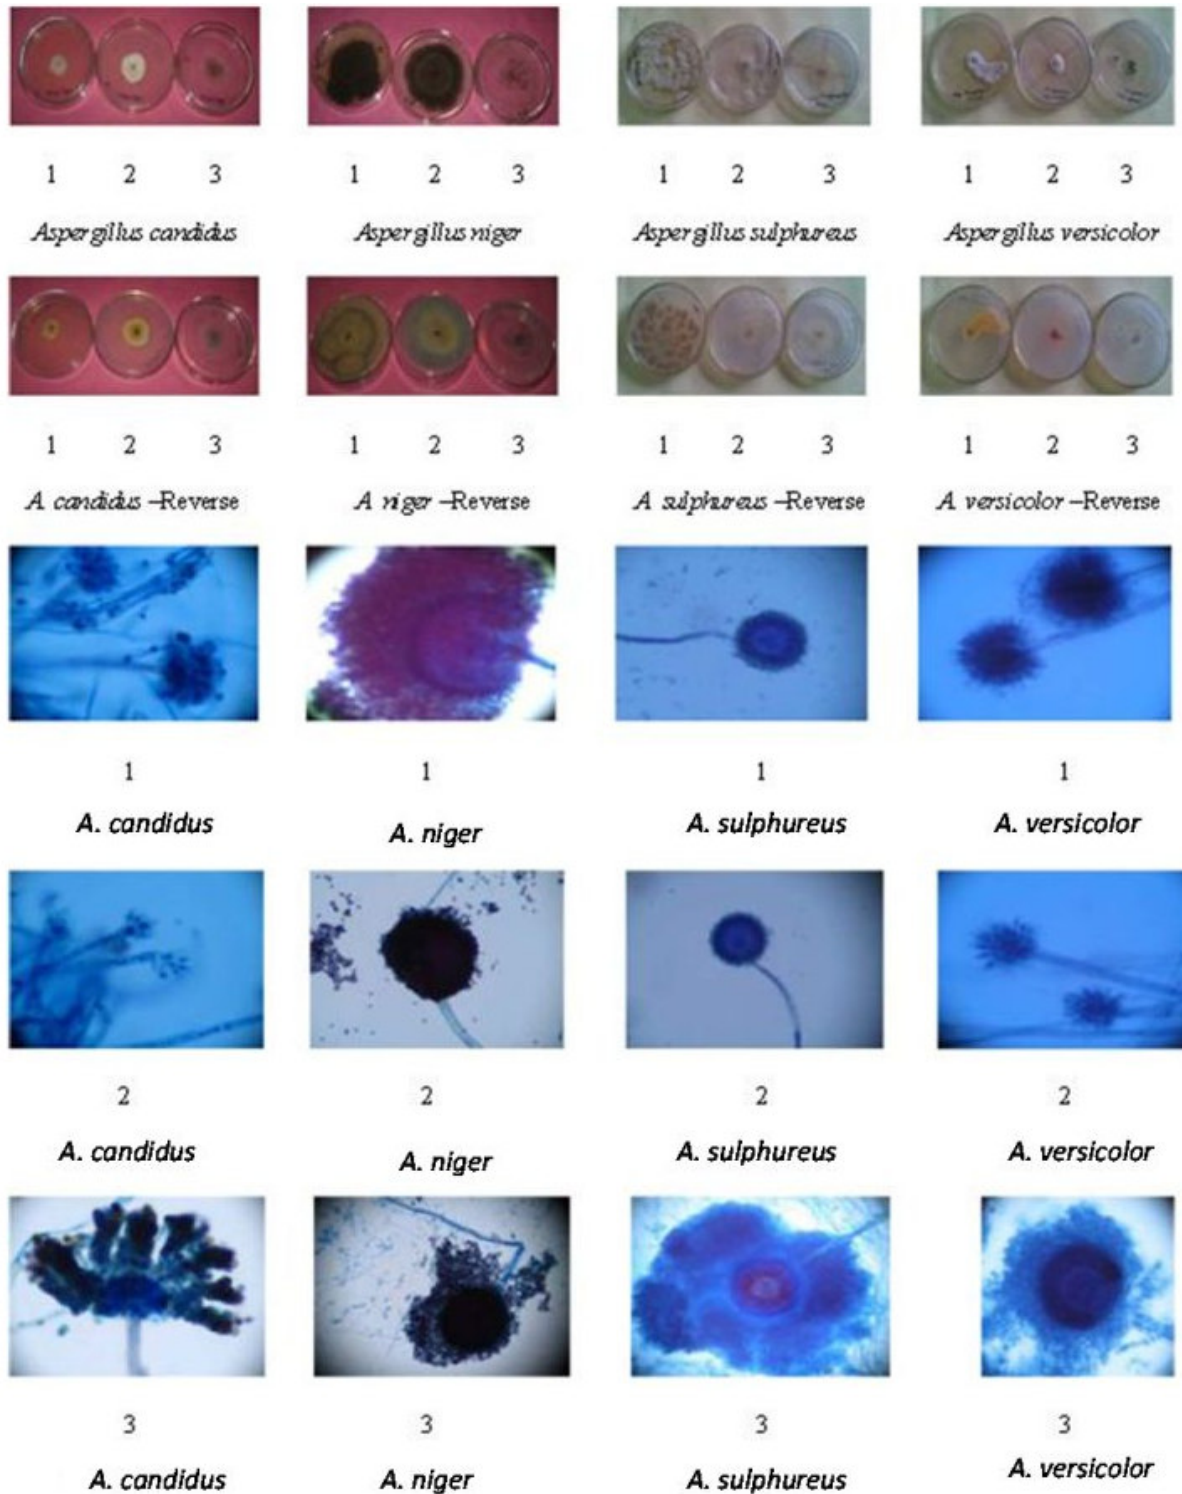 1 2 3 1 2 3 1 2 3 1 2 3
Aspergillus candidus Aspergillus niger Aspergillus sulphureus Aspergillus versicolor
1 2 3 1 2 3 1 2 3 1 2 3
A. candidus –Reverse A. niger –Reverse A. sulphureus –Reverse A. versicolor –Reverse
1 1 1 1
A. candidus A. niger A. sulphureus A. versicolor
2 2 2 2
A. candidus A. niger A. sulphureus A. versicolor
3 3 3 3
A. candidus A. niger A. sulphureus A. versicolor